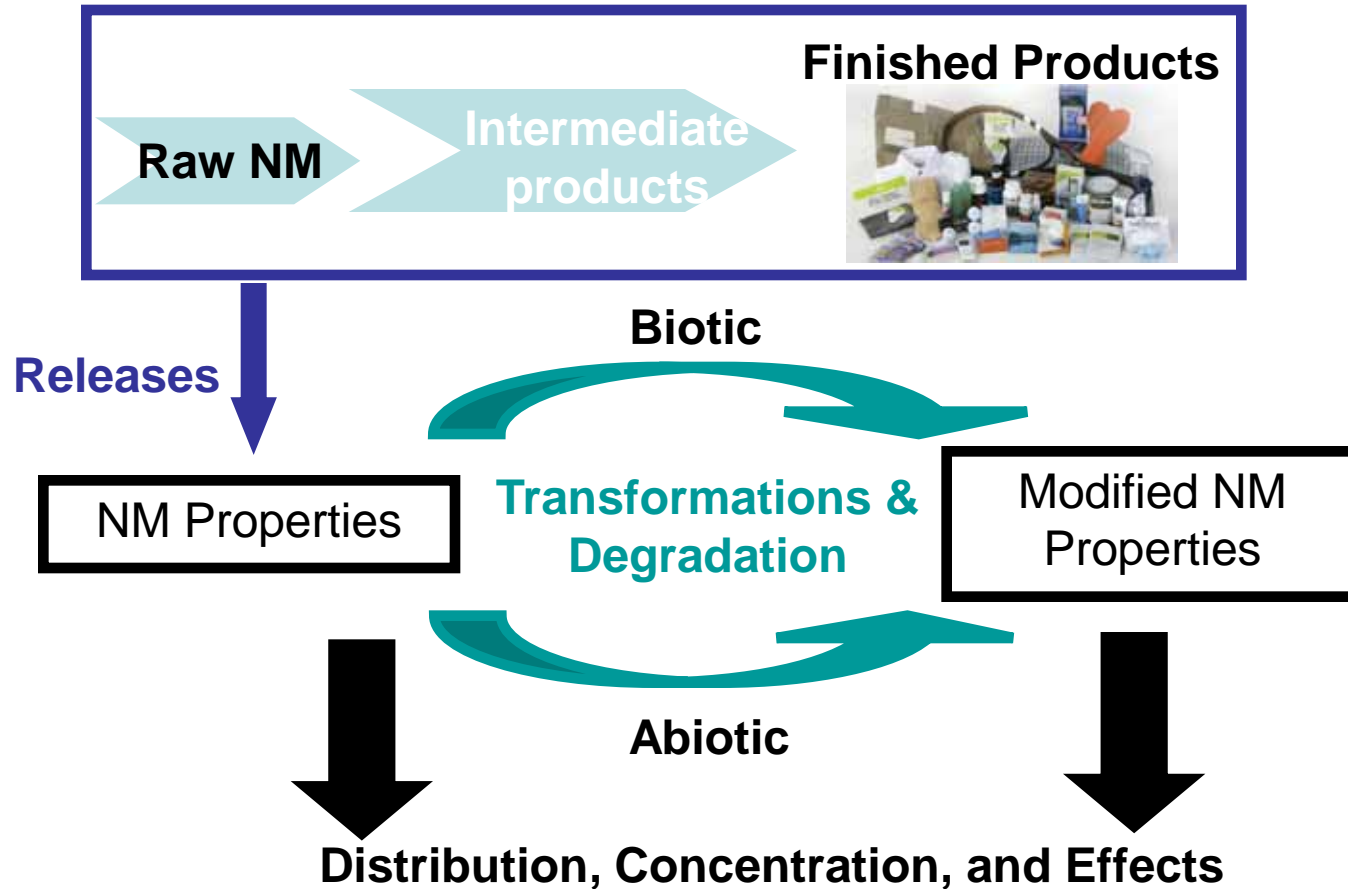 Finished Products
Raw NM
Intermediate
products
Releases
Biotic
NM Properties
Transformations &
Degradation
Modified NM
Properties
Abiotic
Distribution, Concentration, and Effects